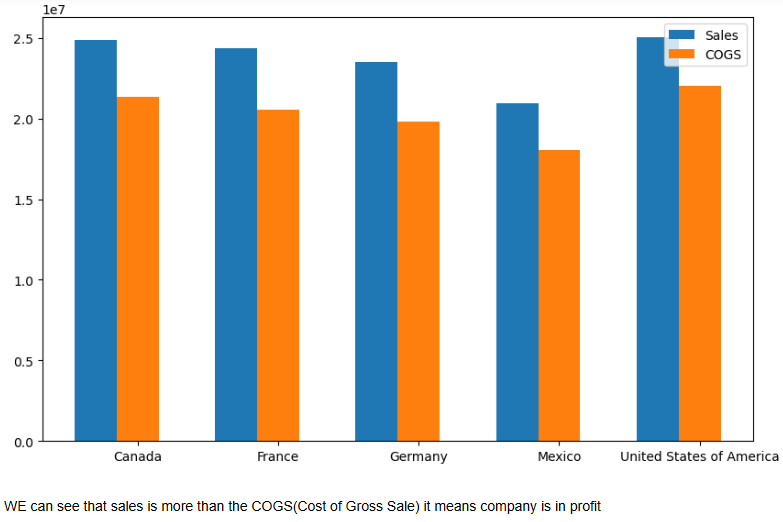 1e7
2.5
2.0
1.5
1.0
0.5
0.0
Sales
COGS
Canada France Germany Mexico United States of America
WE can see that sales is more than the COGS(Cost of Gross Sale) it means company is in profit